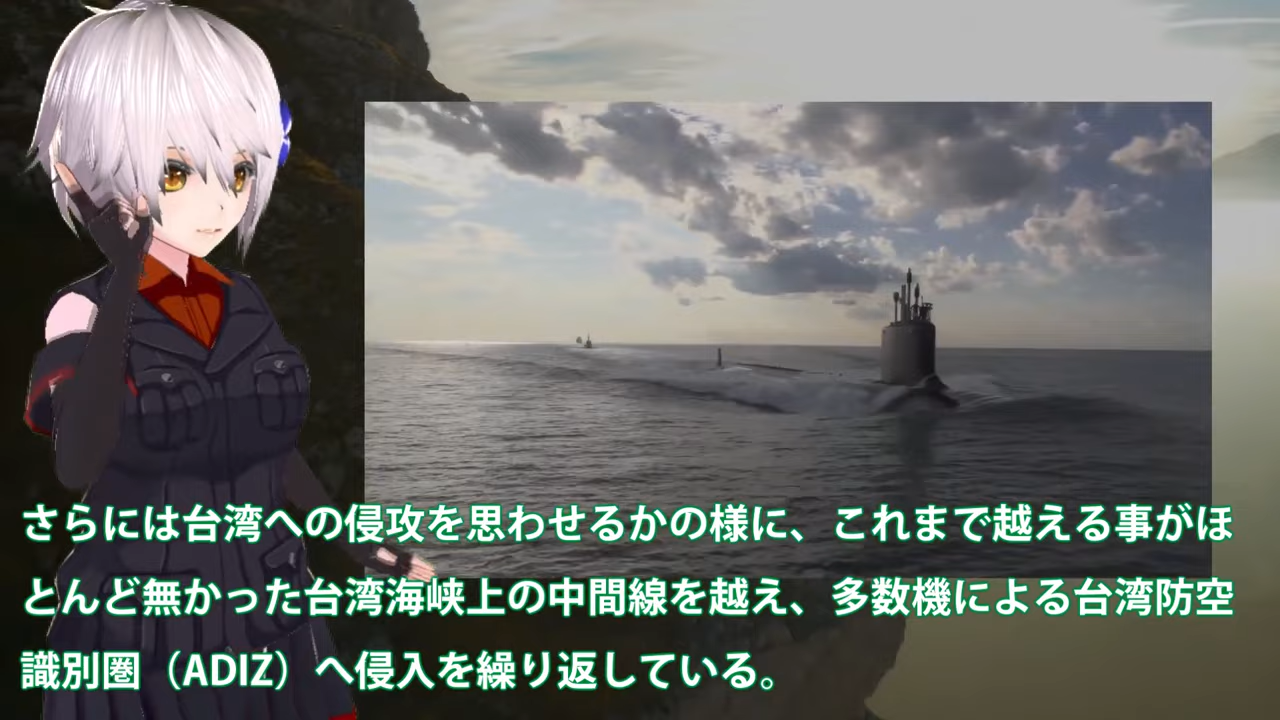 さらには台湾への侵攻を思わせるかの様に、これまで越える事がほ
とんど無かった台湾海峡上の中間線を越え、多数機による台湾防空
識別圏（ADIZ）へ侵入を繰り返している。